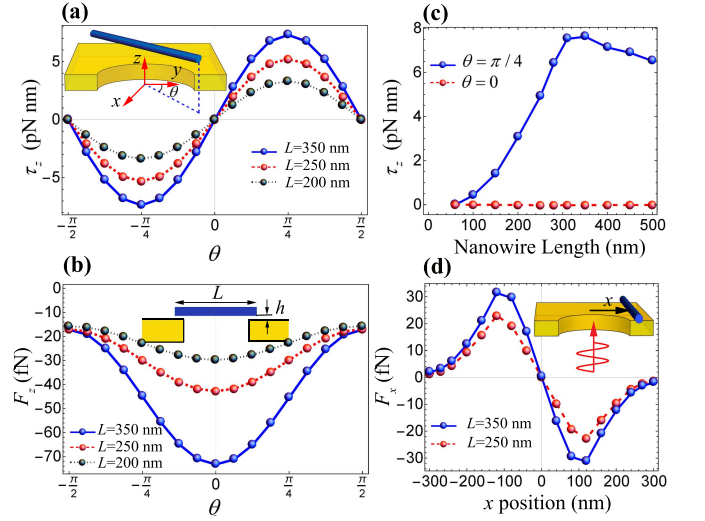 (a)
τz (pN nm)
5
0
−5
z
y
x
θ
L=350 nm
L=250 nm
L=200 nm
−π/2
−π/4
0
π/4
π/2
θ
(c)
τz (pN nm)
8
6
4
2
0
θ = π / 4
θ = 0
0
100
200
300
400
500
Nanowire Length (nm)
(b)
Fz (fN)
0
−10
−20
−30
−40
−50
−60
−70
L
h
L=350 nm
L=250 nm
L=200 nm
−π/2
−π/4
0
π/4
π/2
θ
(d)
Fx (fN)
30
20
10
0
−10
−20
−30
x
L=350 nm
L=250 nm
−300
−200
−100
0
100
200
300
x position (nm)